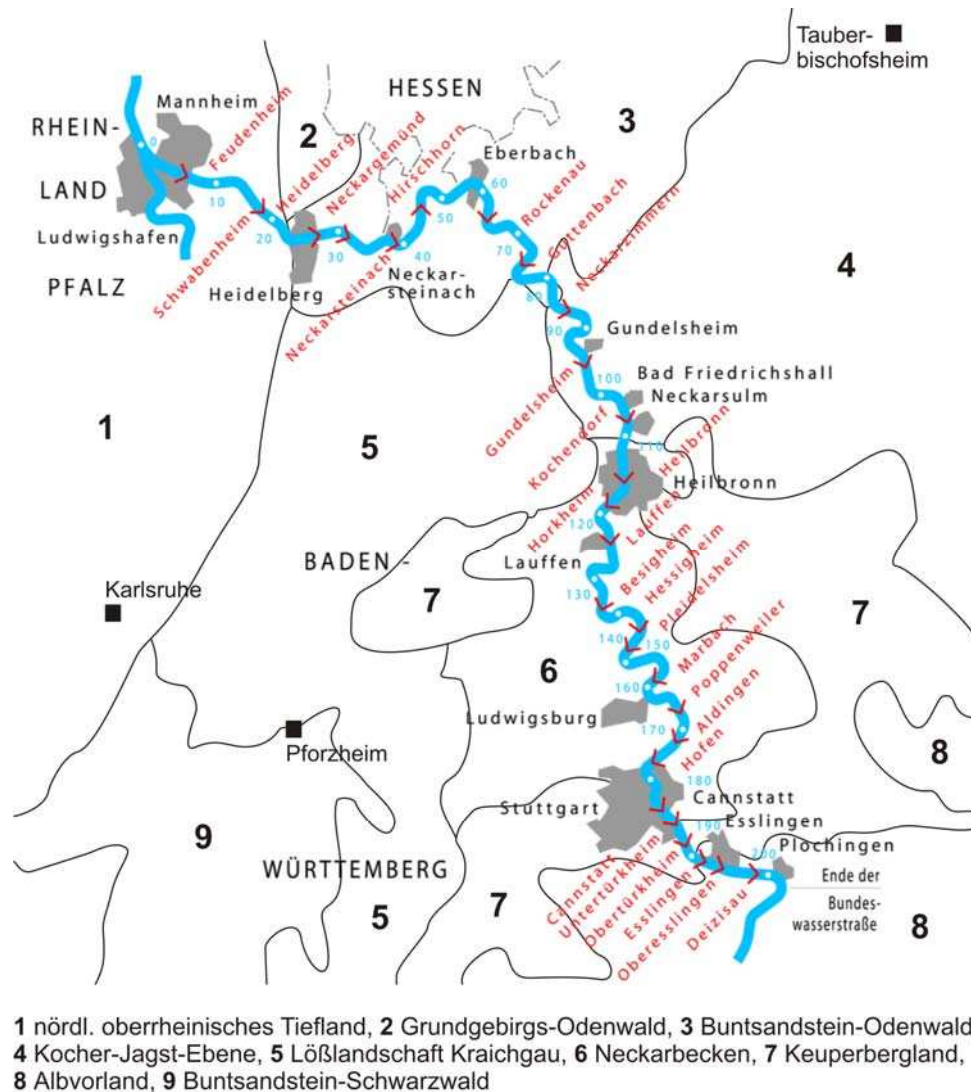 Tauber-
bischofsheim
HESSEN
Mannheim
RHEIN-
LAND
PFALZ
Ludwigshafen
Feudenheim
Schwabenheim
Heidelberg
Neckargemünd
Hirschhorn
Neckarsteinach
Heidelberg
Neckar-
steinach
Eberbach
Rockenau
Guttenbach
Neckarzimmern
0
10
20
30
40
50
60
70
80
90
100
110
120
130
140
150
160
170
180
190
200
Gundelsheim
Gundelsheim
Bad Friedrichshall
Neckarsulm
Kochendorf
Heilbronn
Heilbronn
Horkheim
Lauffen
Lauffen
Besigheim
Hessigheim
Pleidelsheim
Marbach
Poppenweiler
Aldingen
Hofen
BADEN -
Karlsruhe
Ludwigsburg
Pforzheim
Stuttgart
Cannstatt
Esslingen
Plochingen
WÜRTTEMBERG
Cannstatt
Untertürkheim
Obertürkheim
Esslingen
Oberesslingen
Deizisau
Ende der
Bundes-
wasserstraße
1
2
3
4
5
5
6
7
7
7
8
8
9
1 nördl. oberrheinisches Tiefland, 2 Grundgebirgs-Odenwald, 3 Buntsandstein-Odenwald
4 Kocher-Jagst-Ebene, 5 Lößlandschaft Kraichgau, 6 Neckarbecken, 7 Keuperbergland,
8 Albvorland, 9 Buntsandstein-Schwarzwald